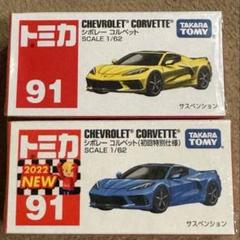 トミカ
91
CHEVROLET CORVETTE
シボレー コルベット
SCALE 1/62
TAKARA
TOMY
サスペンション
トミカ
2022
NEW
91
CHEVROLET CORVETTE
シボレー コルベット(初回特別仕様)
SCALE 1/62
TAKARA
TOMY
サスペンション